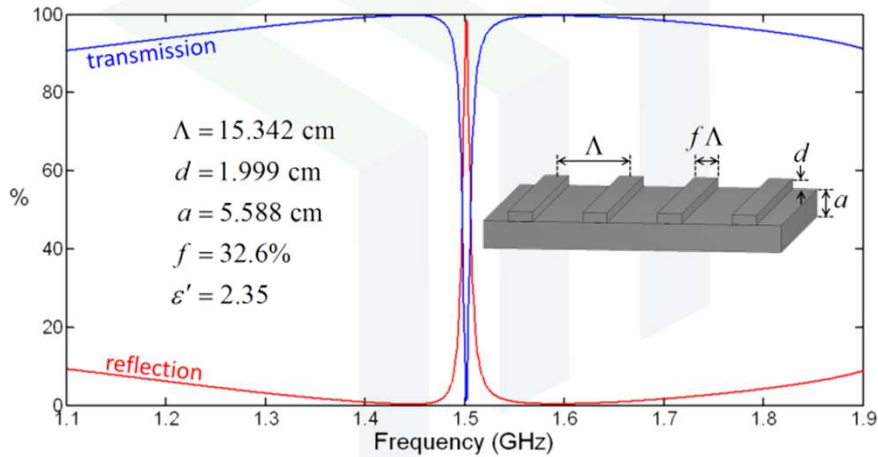 100
80
60
%
40
20
0
transmission
Λ = 15.342 cm
d = 1.999 cm
a = 5.588 cm
f = 32.6%
ε′ = 2.35
Λ
fΛ
d
a
reflection
1.1 1.2 1.3 1.4 1.5 1.6 1.7 1.8 1.9
Frequency (GHz)